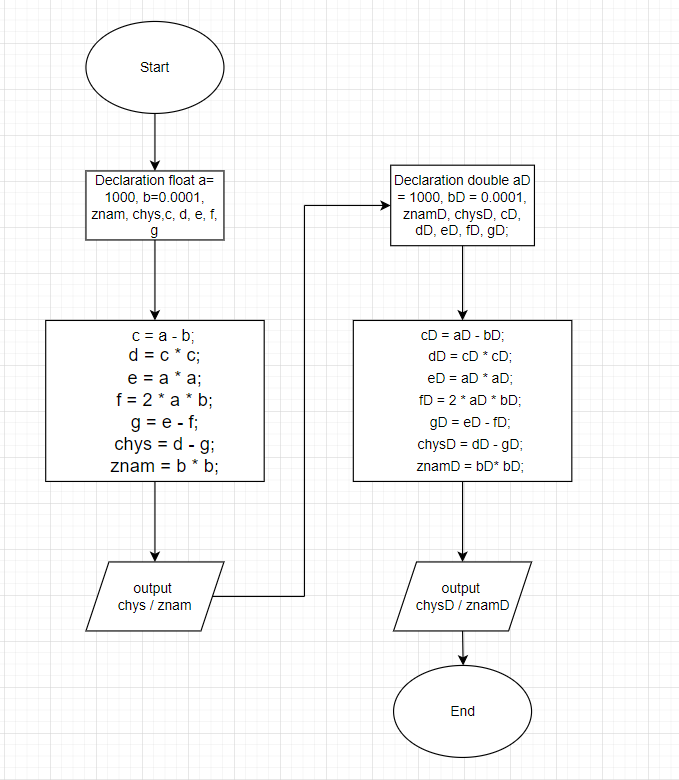 Start
Declaration float a=
1000, b=0.0001,
znam, chys,c, d, e, f,
g
c = a - b;
d = c * c;
e = a * a;
f = 2 * a * b;
g = e - f;
chys = d - g;
znam = b * b;
output
chys / znam
Declaration double aD
= 1000, bD = 0.0001,
znamD, chysD, cD,
dD, eD, fD, gD;
cD = aD - bD;
dD = cD * cD;
eD = aD * aD;
fD = 2 * aD * bD;
gD = eD - fD;
chysD = dD - gD;
znamD = bD* bD;
output
chysD / znamD
End